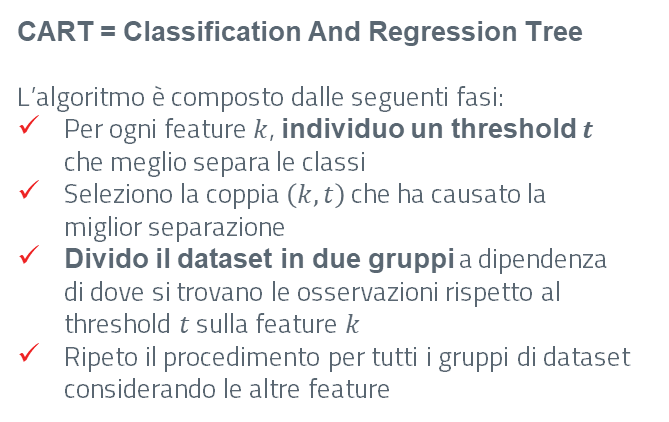 CART = Classification And Regression Tree
L'algoritmo è composto dalle seguenti fasi:
✓ Per ogni feature k, individuo un threshold t
che meglio separa le classi
✓ Seleziono la coppia (k, t) che ha causato la
miglior separazione
✓ Divido il dataset in due gruppi a dipendenza
di dove si trovano le osservazioni rispetto al
threshold t sulla feature k
✓ Ripeto il procedimento per tutti i gruppi di dataset
considerando le altre feature